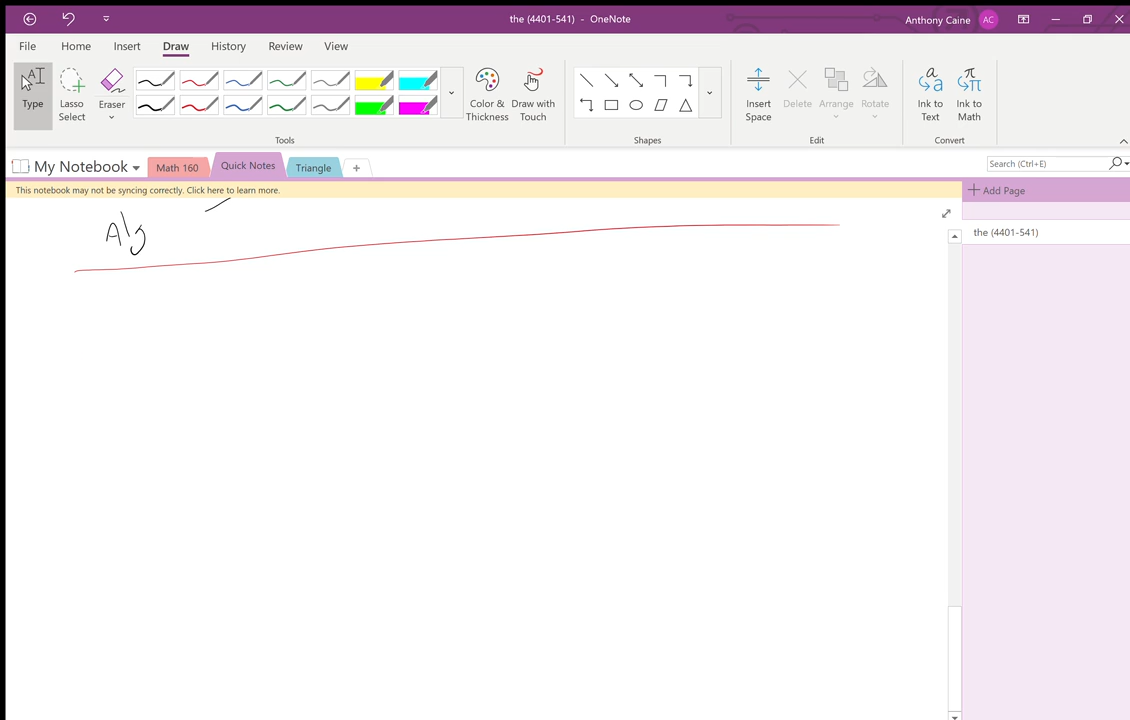 the (4401-541) - OneNote
Anthony Caine AC
File Home Insert Draw History Review View
Type
Lasso Select
Eraser
Color & Thickness
Draw with Touch
Insert Space
Delete
Arrange
Rotate
Ink to Text
Ink to Math
Tools
Shapes
Edit
Convert
My Notebook
Math 160
Quick Notes
Triangle
Search (Ctrl+E)
This notebook may not be syncing correctly. Click here to learn more.
Add Page
Alg
the (4401-541)